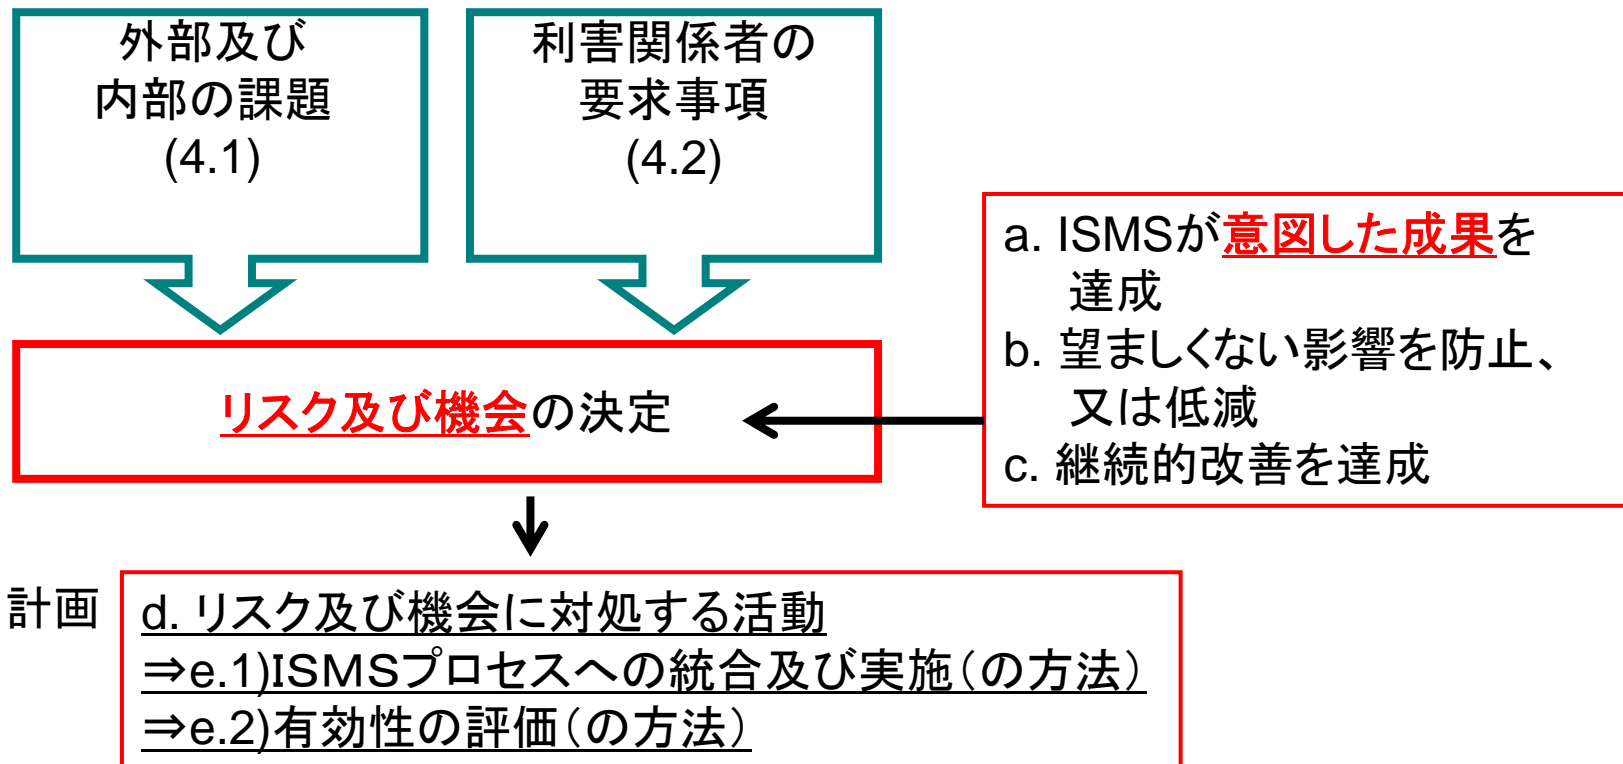 外部及び
内部の課題
(4.1)
利害関係者の
要求事項
(4.2)
a. ISMSが意図した成果を
達成
b. 望ましくない影響を防止、
又は低減
c. 継続的改善を達成
リスク及び機会の決定
計画
d. リスク及び機会に対処する活動
⇒e.1)ISMSプロセスへの統合及び実施（の方法）
⇒e.2)有効性の評価（の方法）